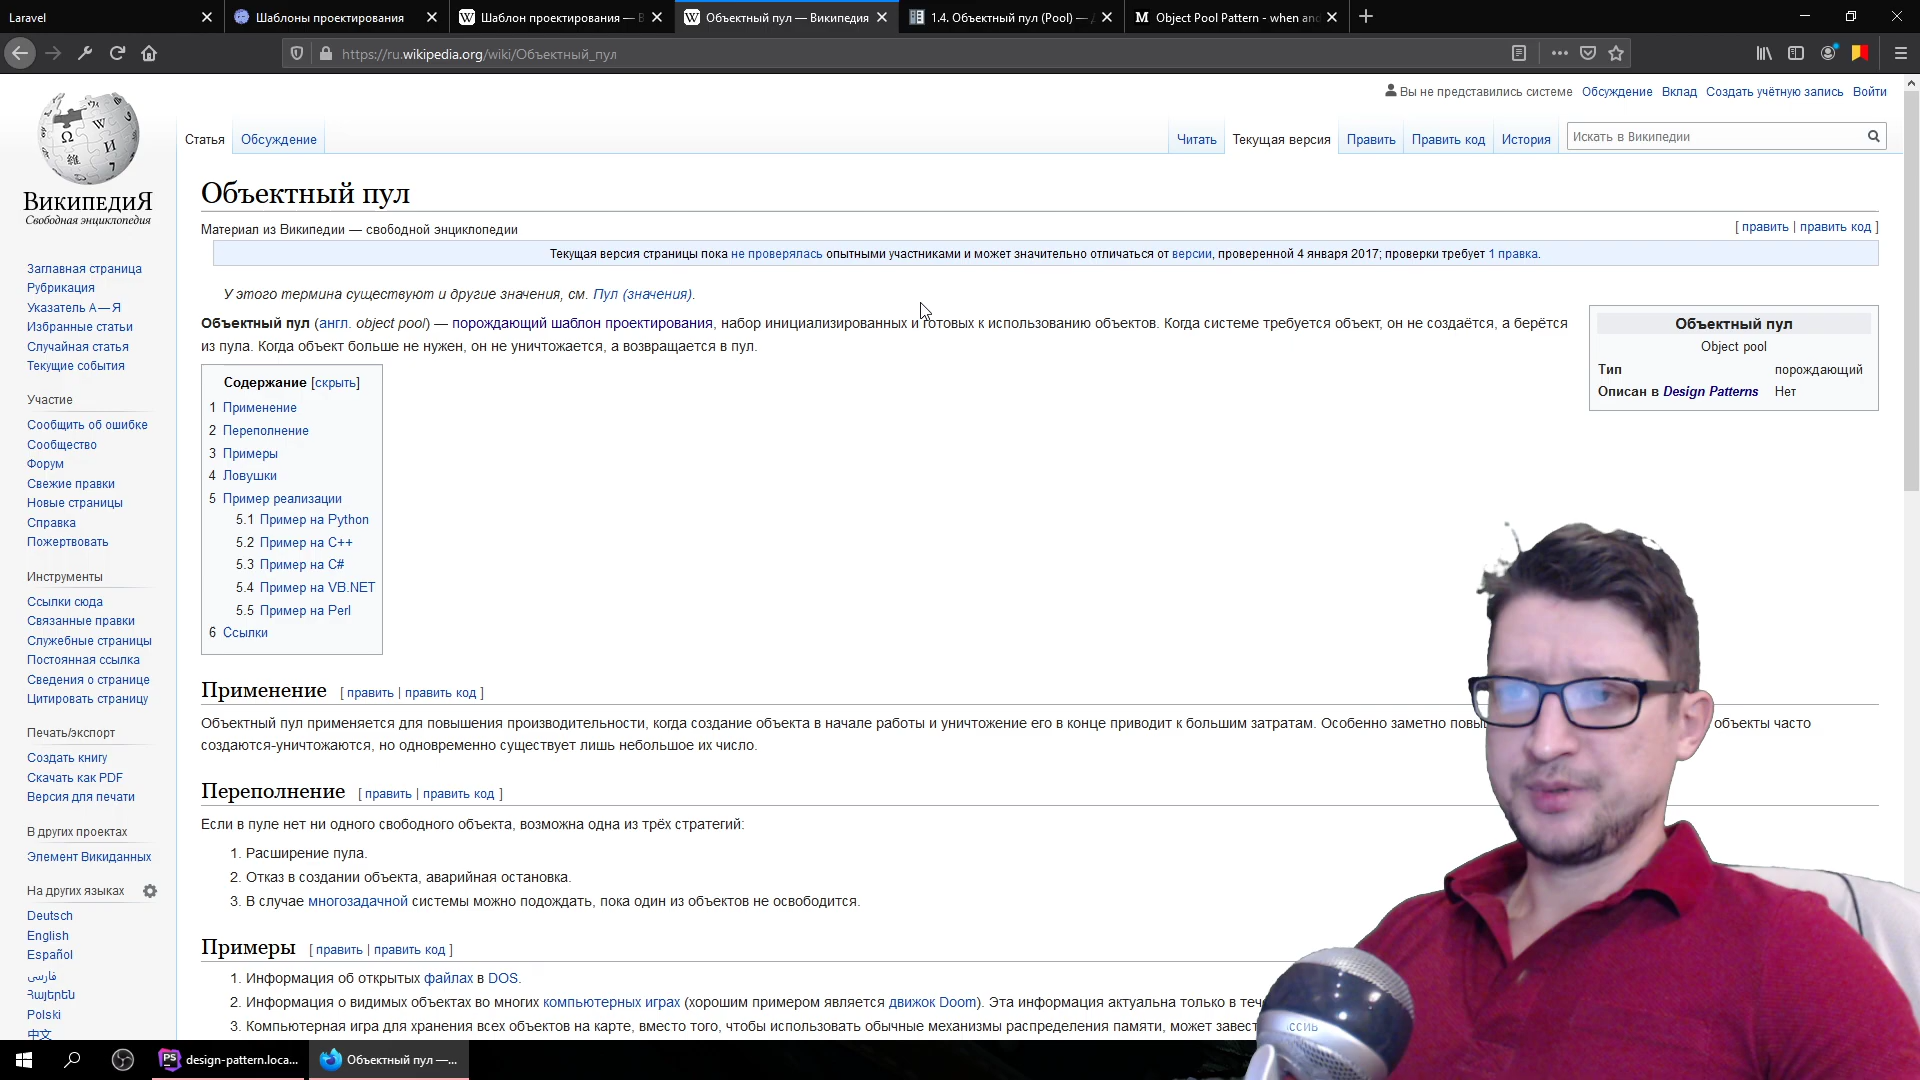 Laravel
Шаблоны проектирования
Шаблон проектирования — В
Объектный пул — Википедия
1.4. Объектный пул (Pool) —
Object Pool Pattern - when and
https://ru.wikipedia.org/wiki/Объектный_пул
Вы не представились системе Обсуждение Вклад Создать учётную запись Войти
Статья Обсуждение Читать Текущая версия Править Править код История Искать в Википедии
ВикипедиЯ
Свободная энциклопедия
Заглавная страница
Рубрикация
Указатель А — Я
Избранные статьи
Случайная статья
Текущие события
Участие
Сообщить об ошибке
Сообщество
Форум
Свежие правки
Новые страницы
Справка
Пожертвовать
Инструменты
Ссылки сюда
Связанные правки
Служебные страницы
Постоянная ссылка
Сведения о странице
Цитировать страницу
Печать/экспорт
Создать книгу
Скачать как PDF
Версия для печати
В других проектах
Элемент Викиданных
На других языках
Deutsch
English
Español
فارسی
Հայերեն
Polski
中文
Объектный пул
Материал из Википедии — свободной энциклопедии
[ править | править код ]
Текущая версия страницы пока не проверялась опытными участниками и может значительно отличаться от версии, проверенной 4 января 2017; проверки требует 1 правка.
У этого термина существуют и другие значения, см. Пул (значения).
Объектный пул (англ. object pool) — порождающий шаблон проектирования, набор инициализированных и готовых к использованию объектов. Когда системе требуется объект, он не создаётся, а берётся
из пула. Когда объект больше не нужен, он не уничтожается, а возвращается в пул.
Объектный пул
Object pool
Тип порождающий
Описан в Design Patterns Нет
Содержание [скрыть]
1 Применение
2 Переполнение
3 Примеры
4 Ловушки
5 Пример реализации
5.1 Пример на Python
5.2 Пример на C++
5.3 Пример на C#
5.4 Пример на VB.NET
5.5 Пример на Perl
6 Ссылки
Применение [ править | править код ]
Объектный пул применяется для повышения производительности, когда создание объекта в начале работы и уничтожение его в конце приводит к большим затратам. Особенно заметно повы объекты часто
создаются-уничтожаются, но одновременно существует лишь небольшое их число.
Переполнение [ править | править код ]
Если в пуле нет ни одного свободного объекта, возможна одна из трёх стратегий:
1. Расширение пула.
2. Отказ в создании объекта, аварийная остановка.
3. В случае многозадачной системы можно подождать, пока один из объектов не освободится.
Примеры [ править | править код ]
1. Информация об открытых файлах в DOS.
2. Информация о видимых объектах во многих компьютерных играх (хорошим примером является движок Doom). Эта информация актуальна только в теч
3. Компьютерная игра для хранения всех объектов на карте, вместо того, чтобы использовать обычные механизмы распределения памяти, может завест
design-pattern.loca...
Объектный пул —...